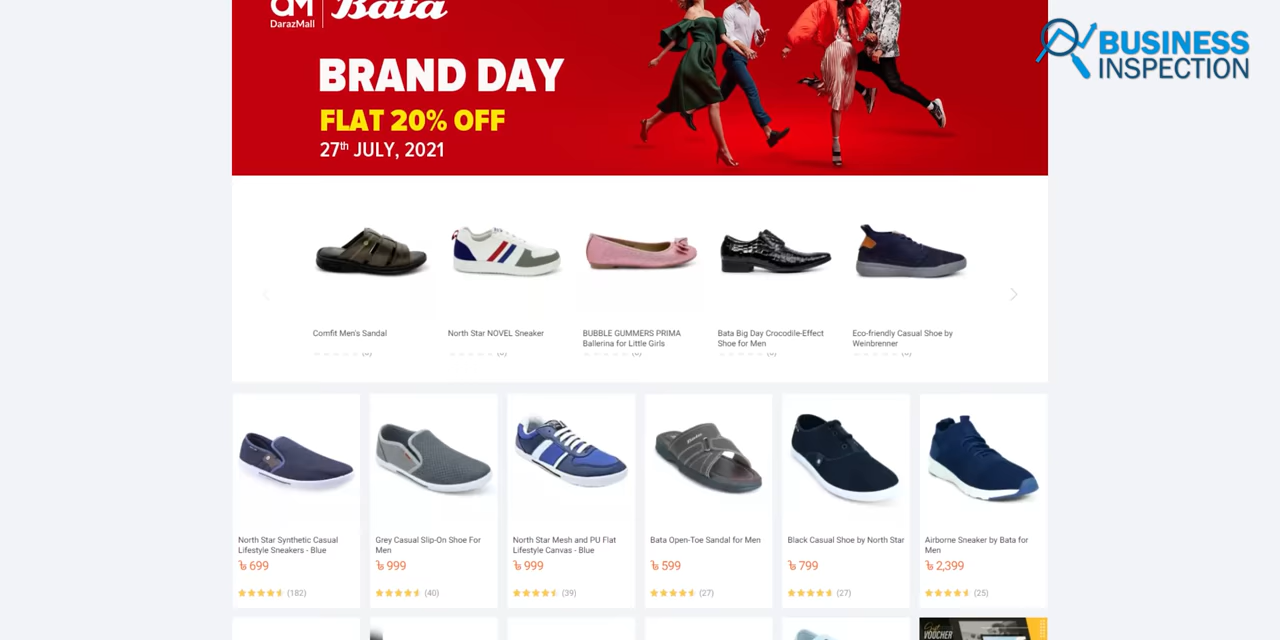 DarazMall
Bata
BUSINESS
INSPECTION
BRAND DAY
FLAT 20% OFF
27th JULY, 2021
Comfit Men's Sandal
North Star NOVEL Sneaker
BUBBLE GUMMERS PRIMA
Ballerina for Little Girls
Bata Big Day Crocodile-Effect
Shoe for Men
Eco-friendly Casual Shoe by
Weinbrenner
North Star Synthetic Casual
Lifestyle Sneakers - Blue
৳ 699
(182)
Grey Casual Slip-On Shoe For
Men
৳ 999
(40)
North Star Mesh and PU Flat
Lifestyle Canvas - Blue
৳ 999
(39)
Bata Open-Toe Sandal for Men
৳ 599
(27)
Black Casual Shoe by North Star
৳ 799
(27)
Airborne Sneaker by Bata for
Men
৳ 2,399
(25)
VOUCHER